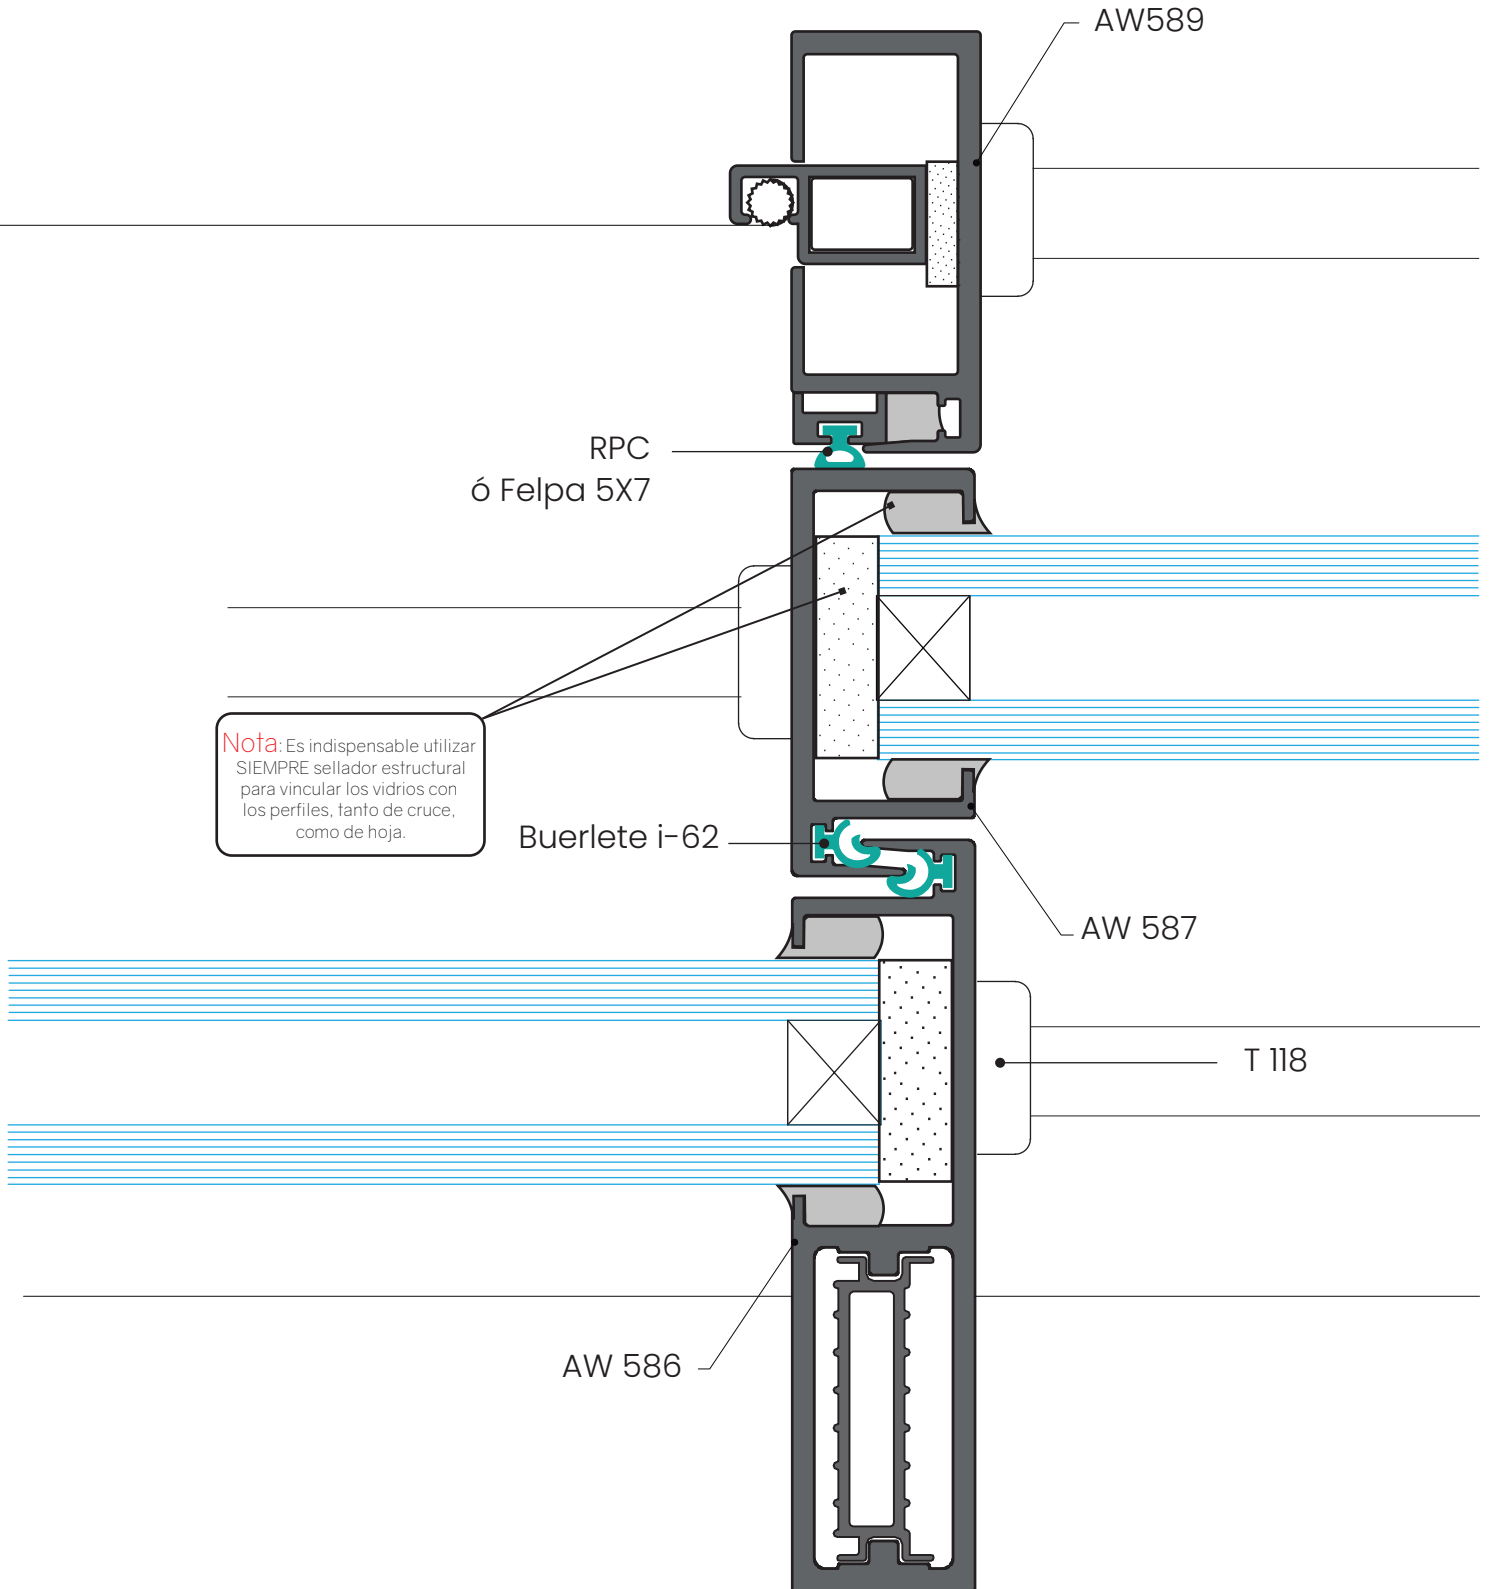 AW589
RPC
ó Felpa 5X7
Nota: Es indispensable utilizar
SIEMPRE sellador estructural
para vincular los vidrios con
los perfiles, tanto de cruce,
como de hoja.
Buerlete i-62
AW 587
T 118
AW 586